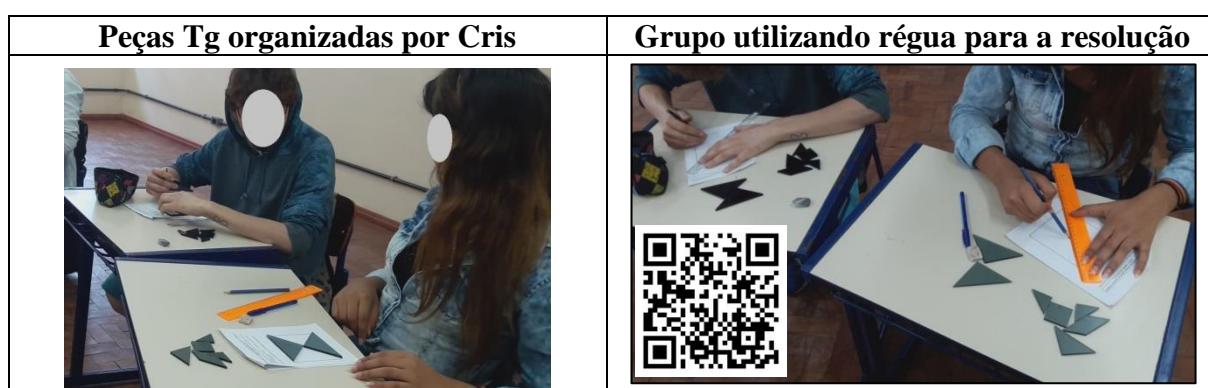 Peças Tg organizadas por Cris
Grupo utilizando régua para a resolução